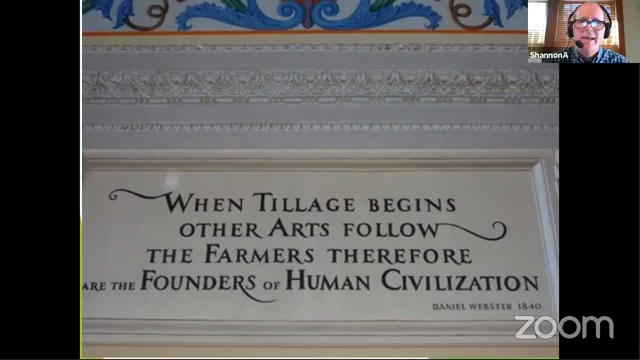 ShannonA
WHEN TILLAGE BEGINS
OTHER ARTS FOLLOW
THE FARMERS THEREFORE
ARE THE FOUNDERS OF HUMAN CIVILIZATION
DANIEL WEBSTER 1840
zoom